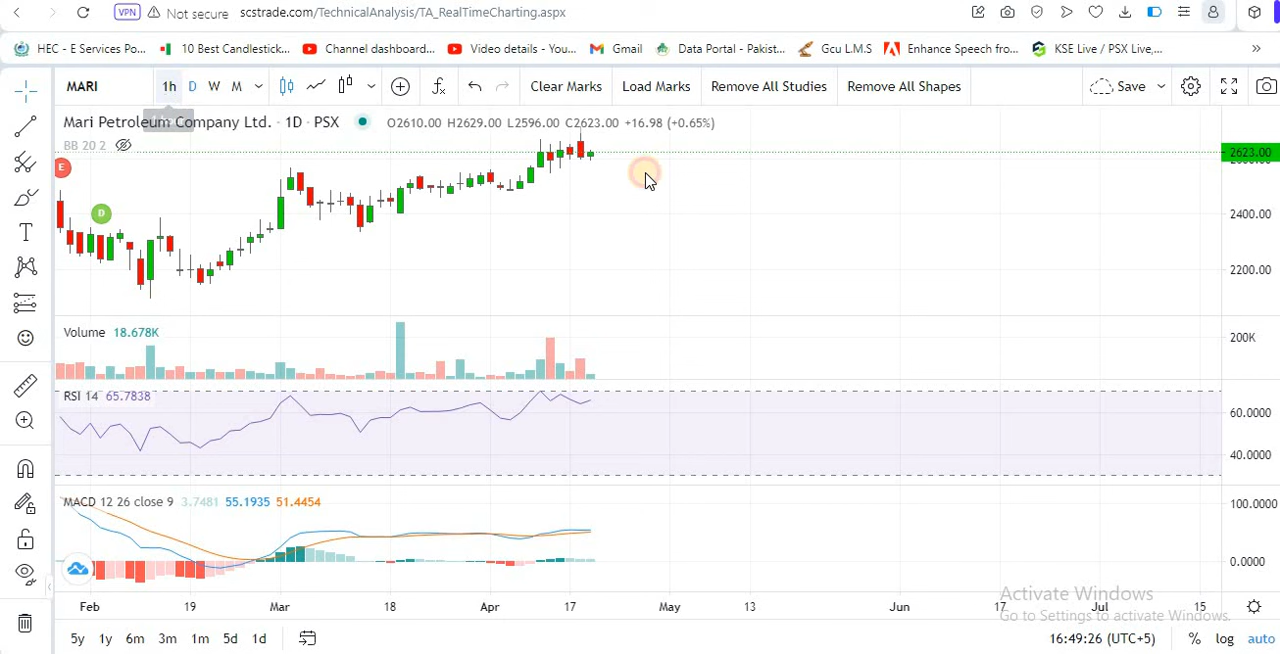 VPN Not secure scstrade.com/TechnicalAnalysis/TA_RealTimeCharting.aspx
HEC - E Services Po... 10 Best Candlestick... Channel dashboard... Video details - You... Gmail Data Portal - Pakist... Gcu L.M.S Enhance Speech fro... KSE Live / PSX Live,... »
MARI 1h D W M Clear Marks Load Marks Remove All Studies Remove All Shapes Save
Mari Petroleum Company Ltd. · 1D · PSX O2610.00 H2629.00 L2596.00 C2623.00 +16.98 (+0.65%)
BB 20 2
2623.00
E
D
2400.00
2200.00
Volume 18.678K
200K
RSI 14 65.7838
60.0000
40.0000
MACD 12 26 close 9 3.7481 55.1935 51.4454
100.0000
0.0000
Activate Windows
Go to Settings to activate Windows.
Feb 19 Mar 18 Apr 17 May 13 Jun 17 Jul 15
5y 1y 6m 3m 1m 5d 1d 16:49:26 (UTC+5) % log auto